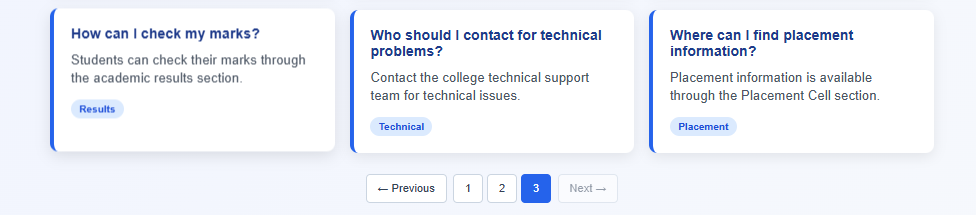 How can I check my marks?
Students can check their marks through
the academic results section.
Results
Who should I contact for technical
problems?
Contact the college technical support
team for technical issues.
Technical
Where can I find placement
information?
Placement information is available
through the Placement Cell section.
Placement
← Previous 1 2 3 Next →